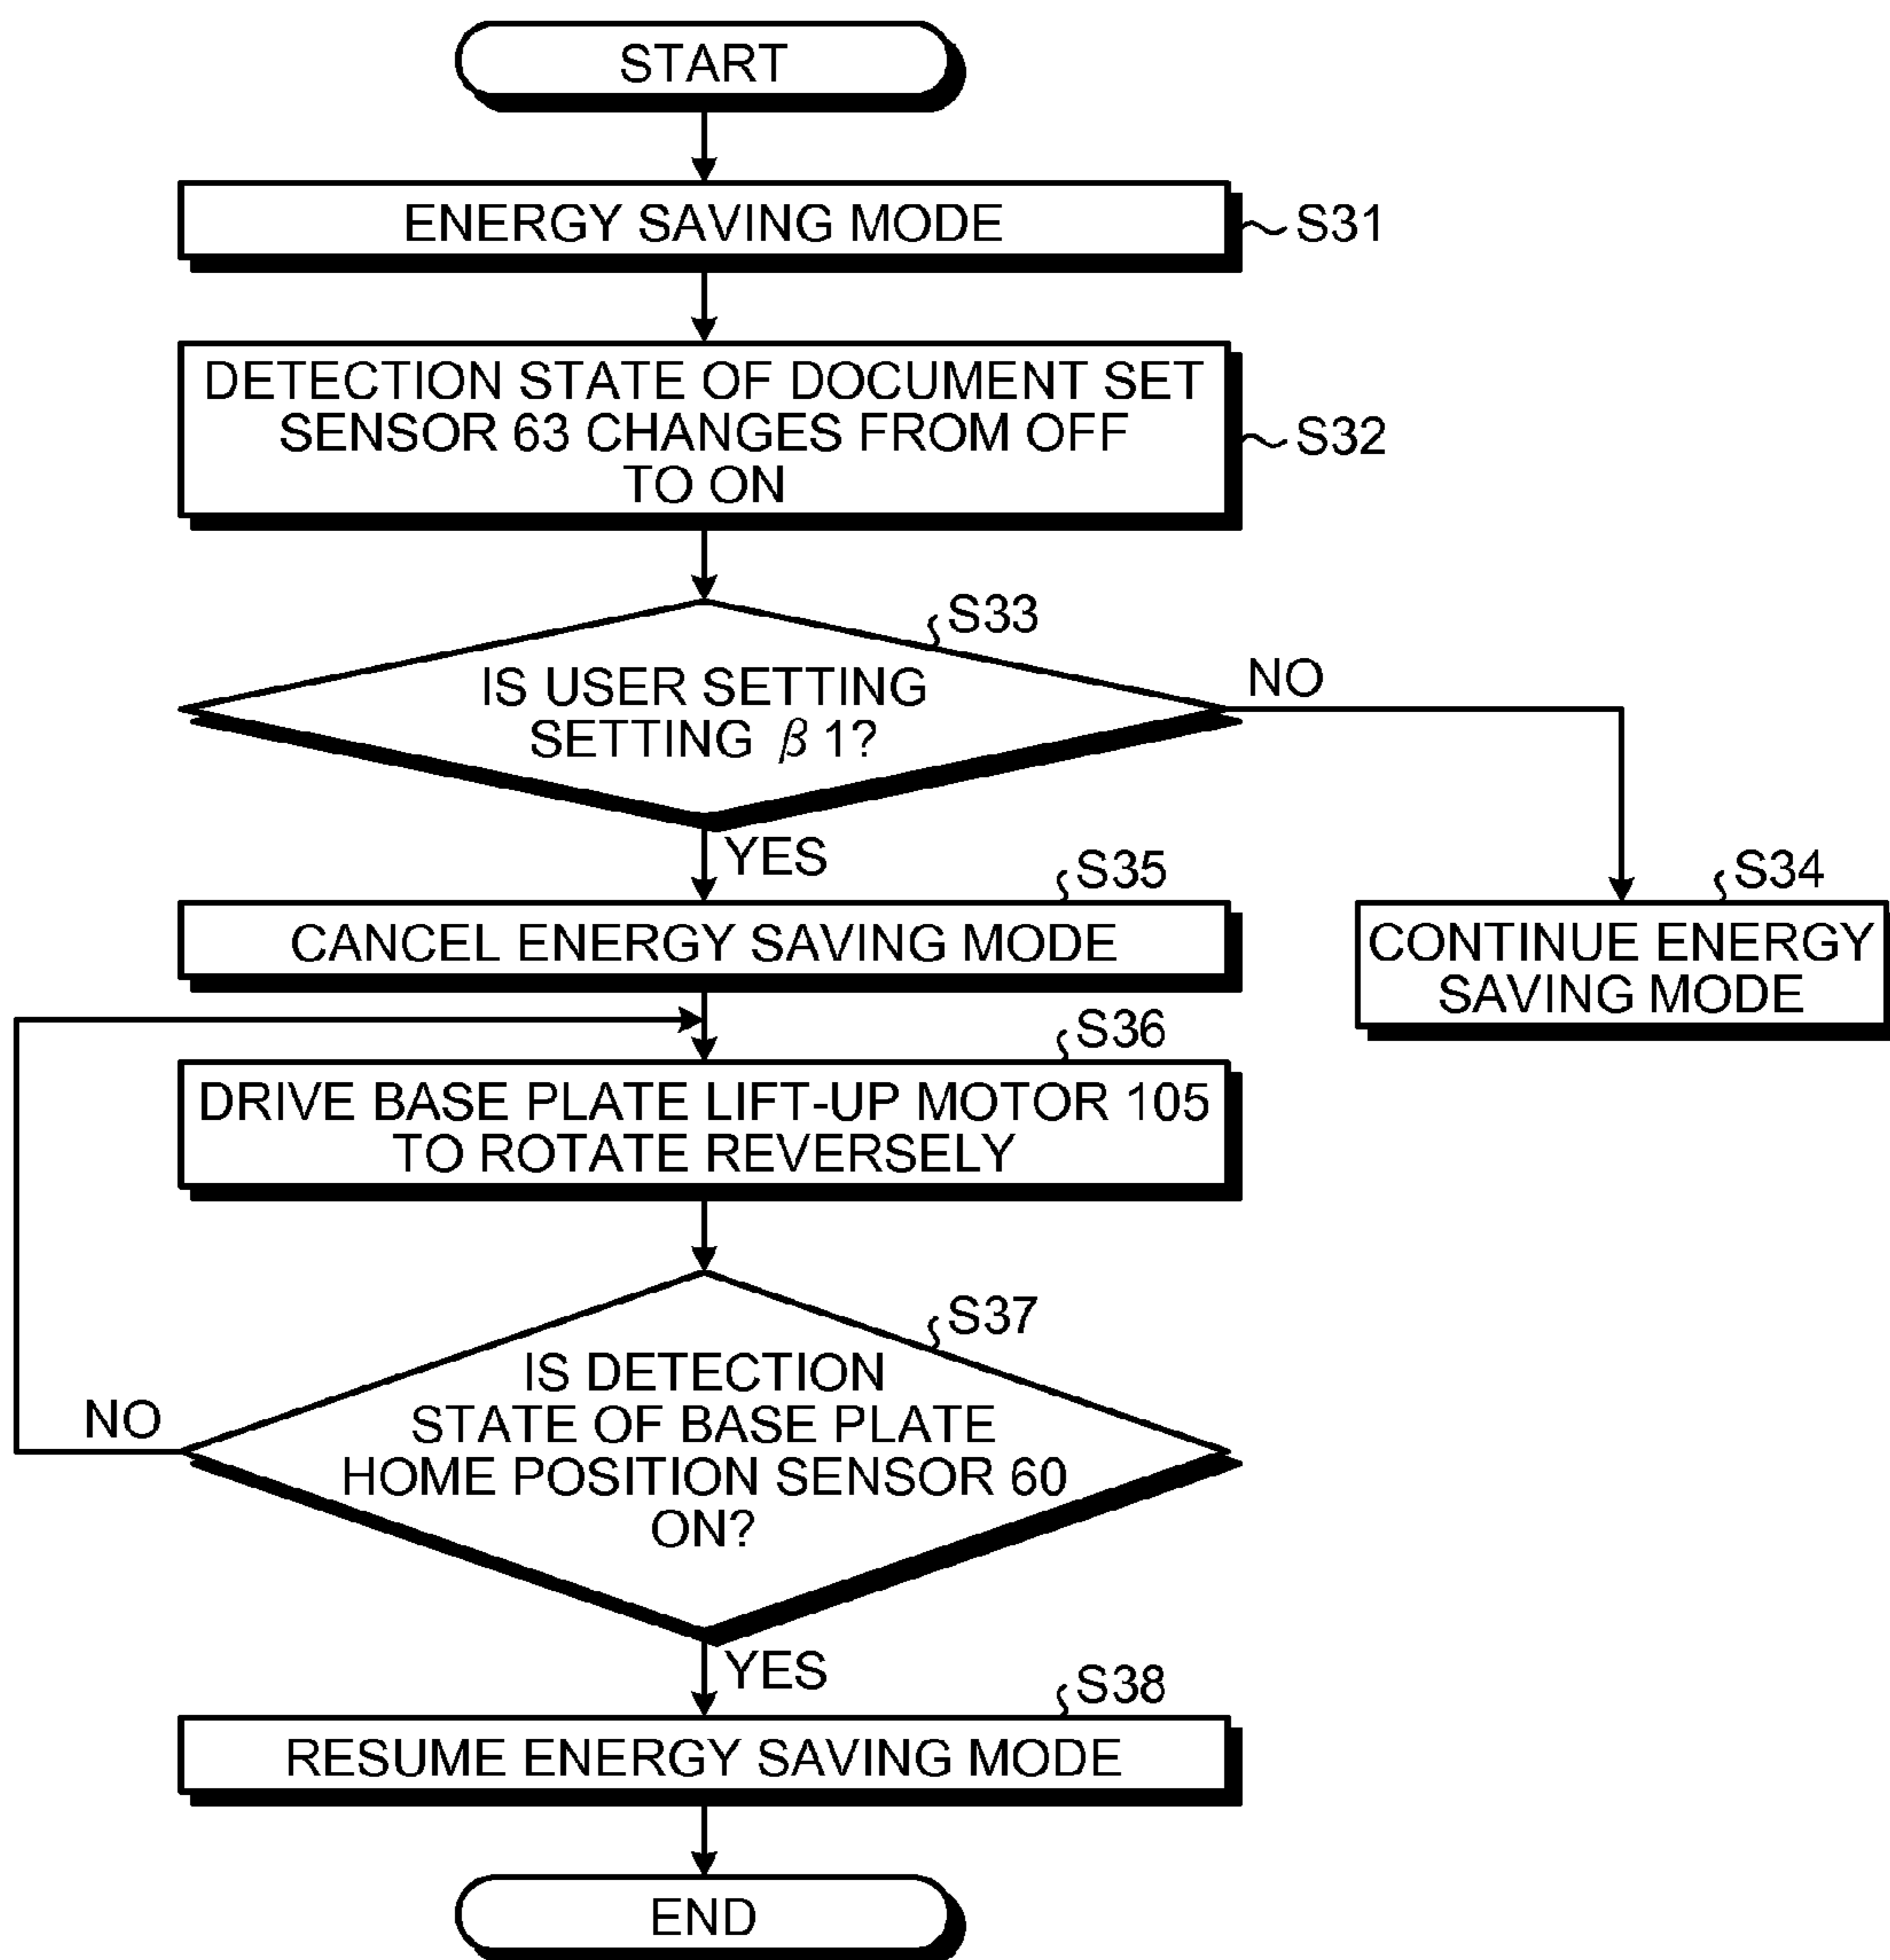 START
ENERGY SAVING MODE
S31
DETECTION STATE OF DOCUMENT SET
SENSOR 63 CHANGES FROM OFF
TO ON
S32
S33
IS USER SETTING
SETTING β 1?
NO
YES
S35
CANCEL ENERGY SAVING MODE
S34
CONTINUE ENERGY
SAVING MODE
S36
DRIVE BASE PLATE LIFT-UP MOTOR 105
TO ROTATE REVERSELY
S37
IS DETECTION
STATE OF BASE PLATE
HOME POSITION SENSOR 60
ON?
NO
YES
S38
RESUME ENERGY SAVING MODE
END